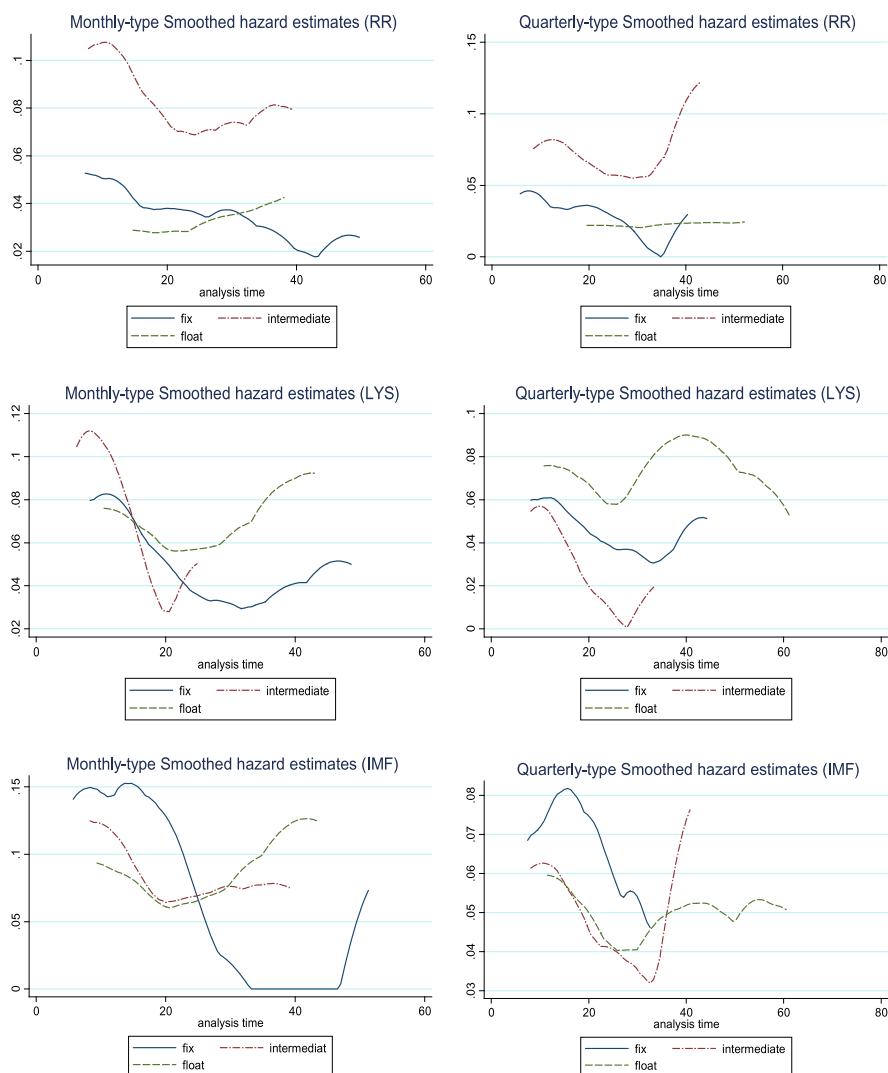 Monthly-type Smoothed hazard estimates (RR)
.1
.08
.06
.04
.02
0 20 40 60
analysis time
fix intermediate
float
Quarterly-type Smoothed hazard estimates (RR)
.15
.1
.05
0
0 20 40 60 80
analysis time
fix intermediate
float
Monthly-type Smoothed hazard estimates (LYS)
.12
.1
.08
.06
.04
.02
0 20 40 60
analysis time
fix intermediate
float
Quarterly-type Smoothed hazard estimates (LYS)
.1
.08
.06
.04
.02
0
0 20 40 60 80
analysis time
fix intermediate
float
Monthly-type Smoothed hazard estimates (IMF)
.15
.1
.05
0
0 20 40 60
analysis time
fix intermediat
float
Quarterly-type Smoothed hazard estimates (IMF)
.08
.07
.06
.05
.04
.03
0 20 40 60 80
analysis time
fix intermediate
float